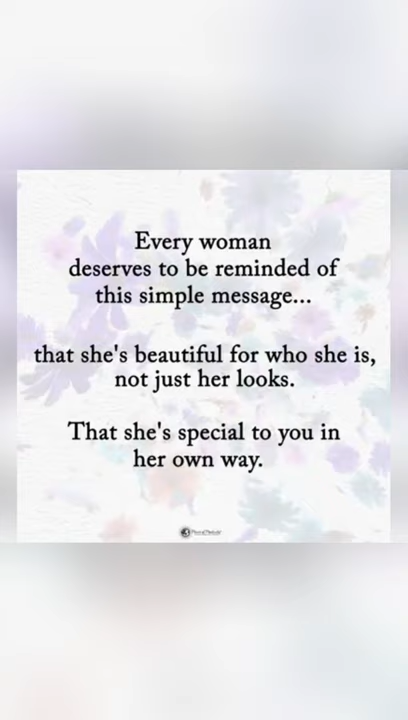 Every woman
deserves to be reminded of
this simple message...
that she's beautiful for who she is,
not just her looks.
That she's special to you in
her own way.